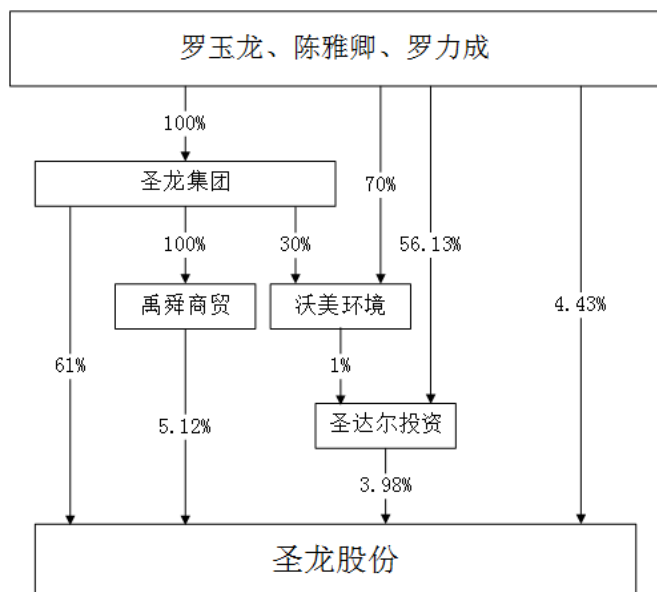 罗玉龙、陈雅卿、罗力成
100%
圣龙集团
70%
100%
30%
56.13%
禹舜商贸
沃美环境
4.43%
61%
1%
5.12%
圣达尔投资
3.98%
圣龙股份